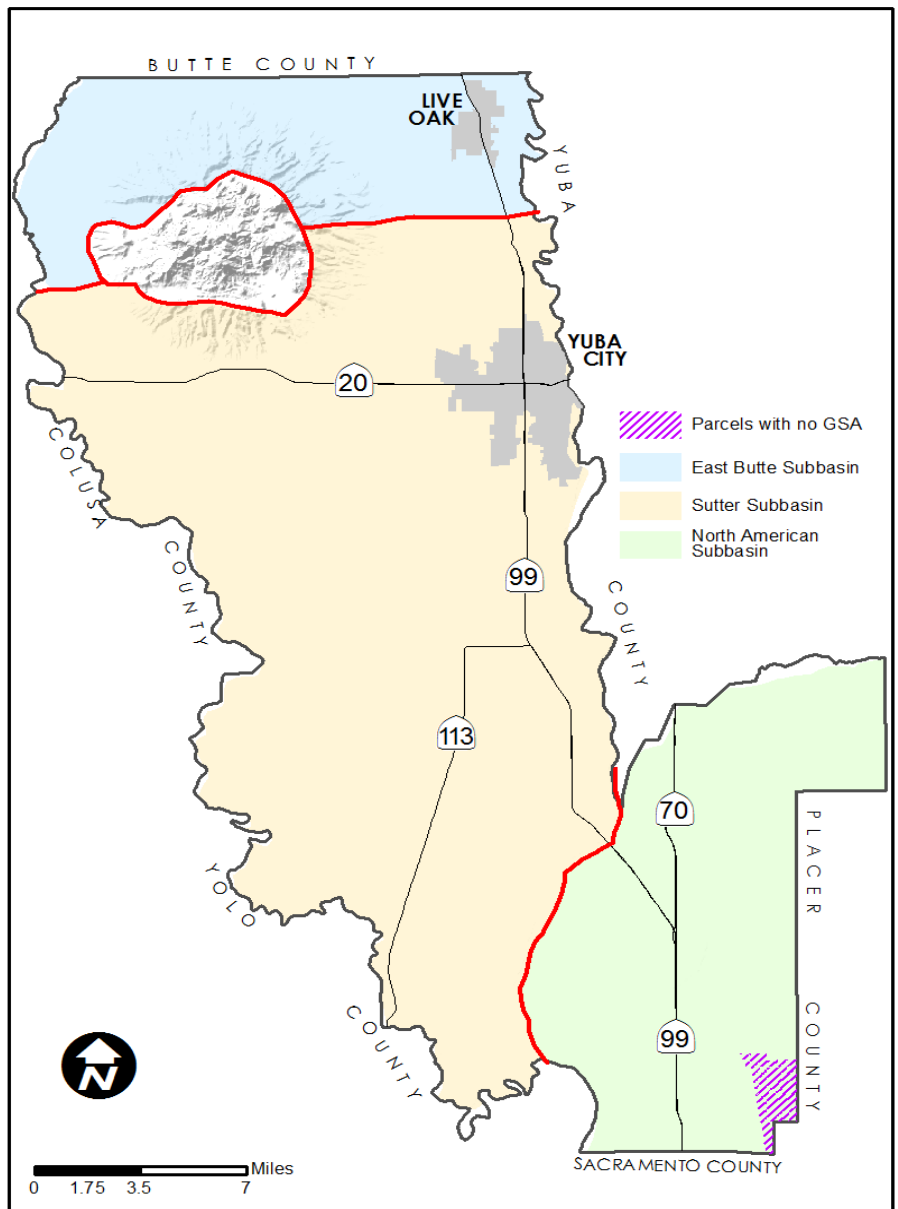 BUTTE COUNTY
LIVE
OAK
YUBA
YUBA
CITY
20
COLUSA
COUNTY
Parcels with no GSA
East Butte Subbasin
Sutter Subbasin
North American
Subbasin
99
COUNTY
113
70
PLACER
COUNTY
YOLO
COUNTY
99
N
SACRAMENTO COUNTY
Miles
0 1.75 3.5 7